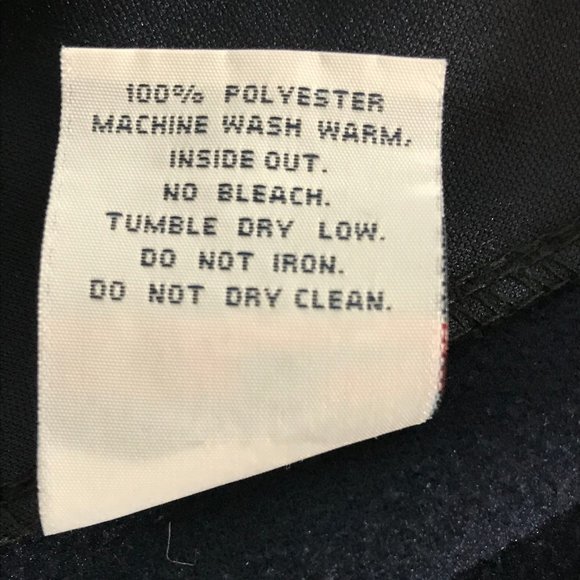 100% POLYESTER
MACHINE WASH WARM,
INSIDE OUT.
NO BLEACH.
TUMBLE DRY LOW.
DO NOT IRON.
DO NOT DRY CLEAN.